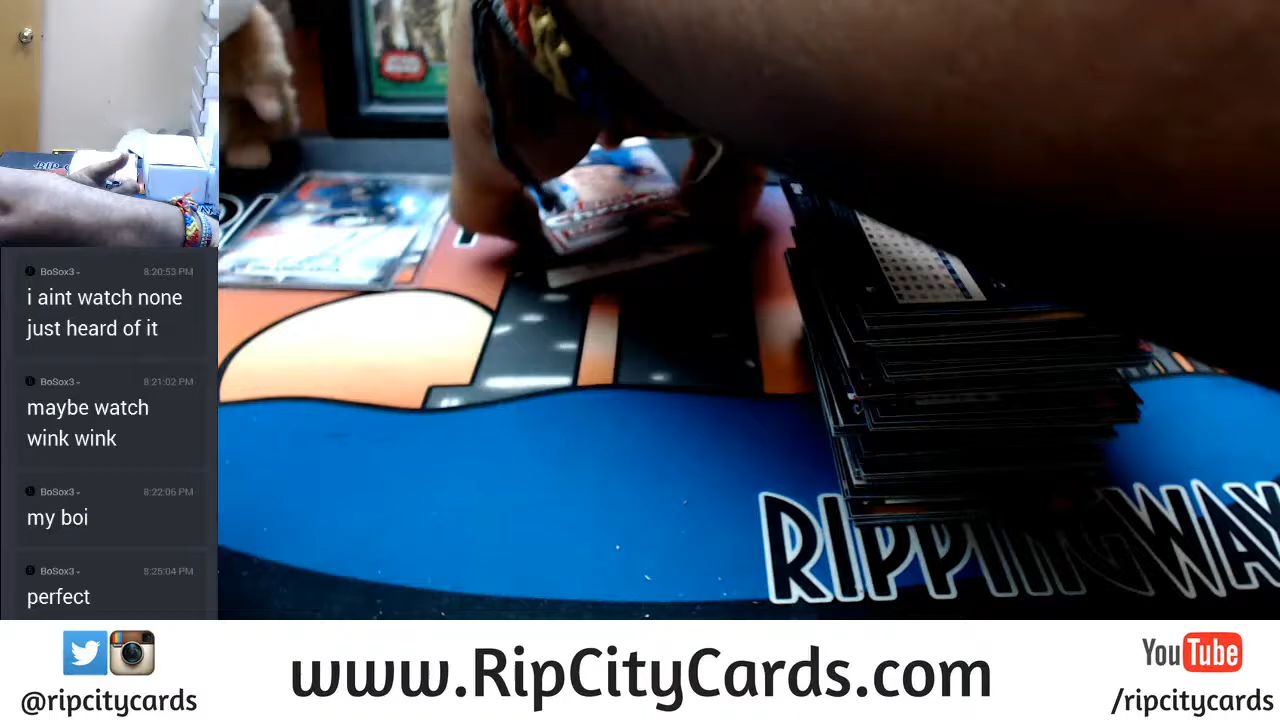 BoSox3
8:20:53 PM
i aint watch none
just heard of it
BoSox3
8:21:02 PM
maybe watch
wink wink
BoSox3
8:22:06 PM
my boi
BoSox3
8:25:04 PM
perfect
RIPPINGWAY
www.RipCityCards.com
@ripcitycards
YouTube
/ripcitycards